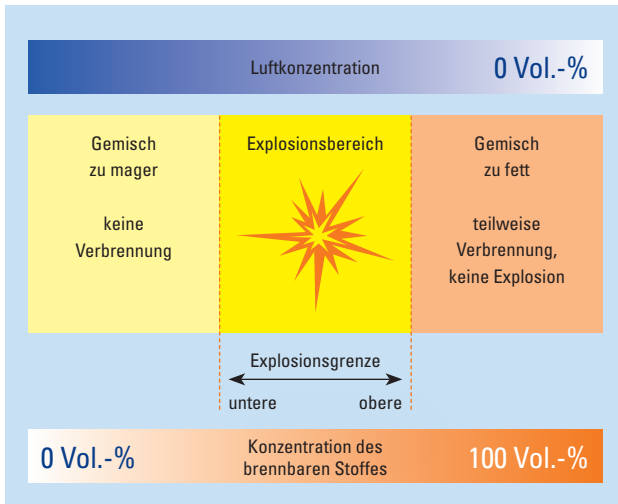 Luftkonzentration 0 Vol.-%
Gemisch
zu mager
keine
Verbrennung
Explosionsbereich
Gemisch
zu fett
teilweise
Verbrennung,
keine Explosion
Explosionsgrenze
untere obere
0 Vol.-%
Konzentration des
brennbaren Stoffes
100 Vol.-%